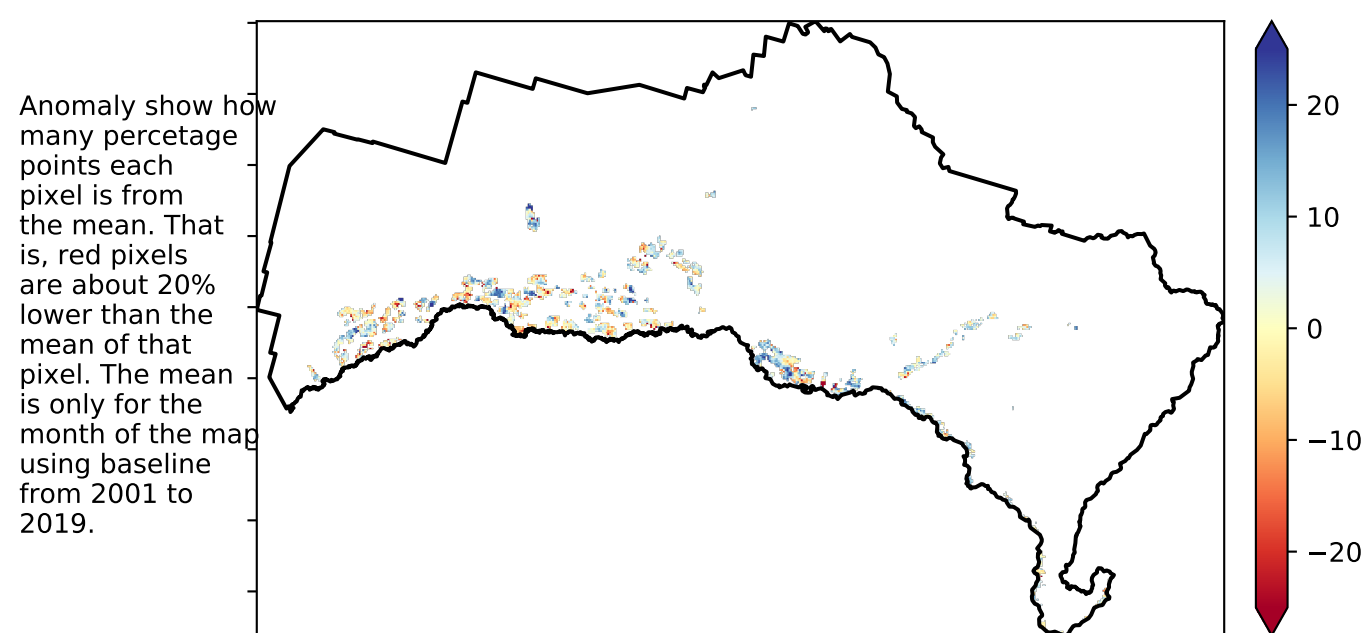 Anomaly show how
many percetage
points each
pixel is from
the mean. That
is, red pixels
are about 20%
lower than the
mean of that
pixel. The mean
is only for the
month of the map
using baseline
from 2001 to
2019.
20
10
0
−10
−20